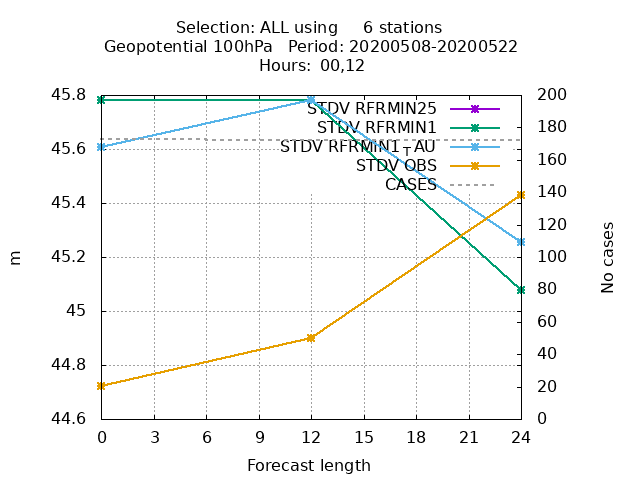 Selection: ALL using     6 stations
Geopotential 100hPa   Period: 20200508-20200522
Hours:  00,12
45.8
45.6
45.4
45.2
45
44.8
44.6
m
200
180
160
140
120
100
80
60
40
20
0
No cases
STDV RFRMIN25
STDV RFRMIN1
STDV RFRMIN1_TAU
STDV OBS
CASES
0 3 6 9 12 15 18 21 24
Forecast length